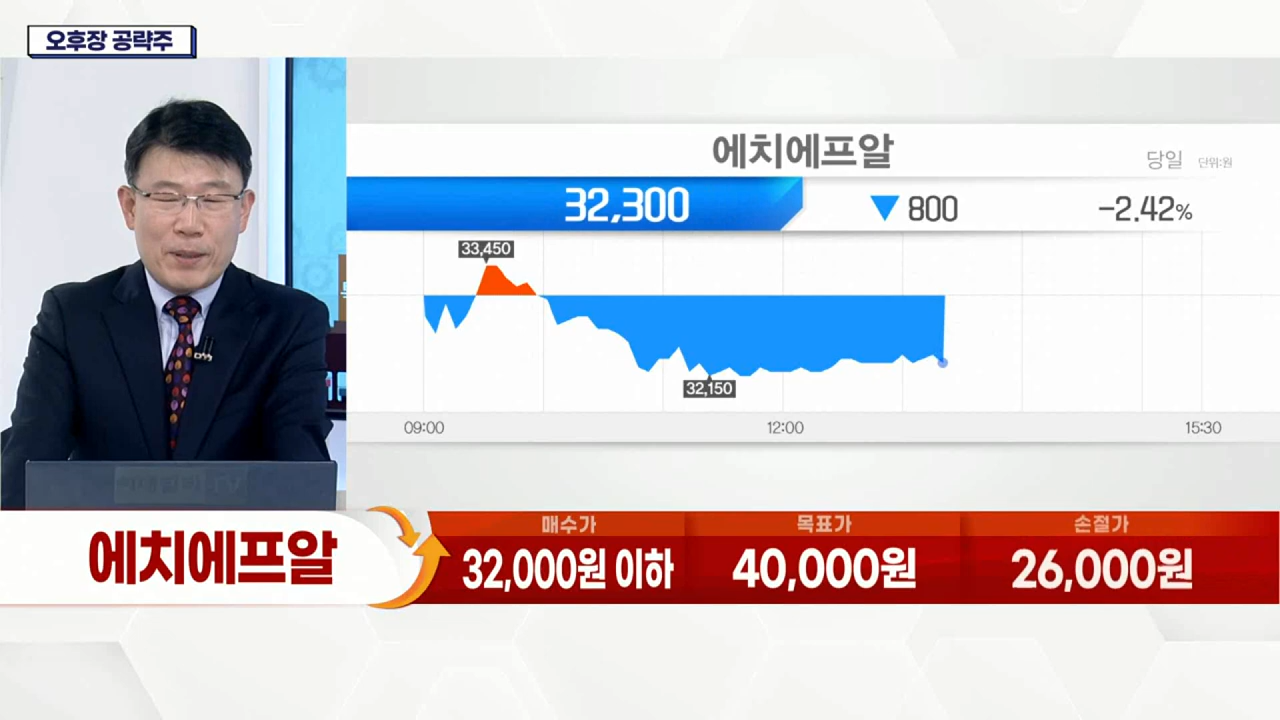 오후장 공략주
에치에프알
당일 단위:원
32,300 ▼ 800 -2.42%
33,450
32,150
09:00 12:00 15:30
에치에프알
매수가 목표가 손절가
32,000원 이하 40,000원 26,000원